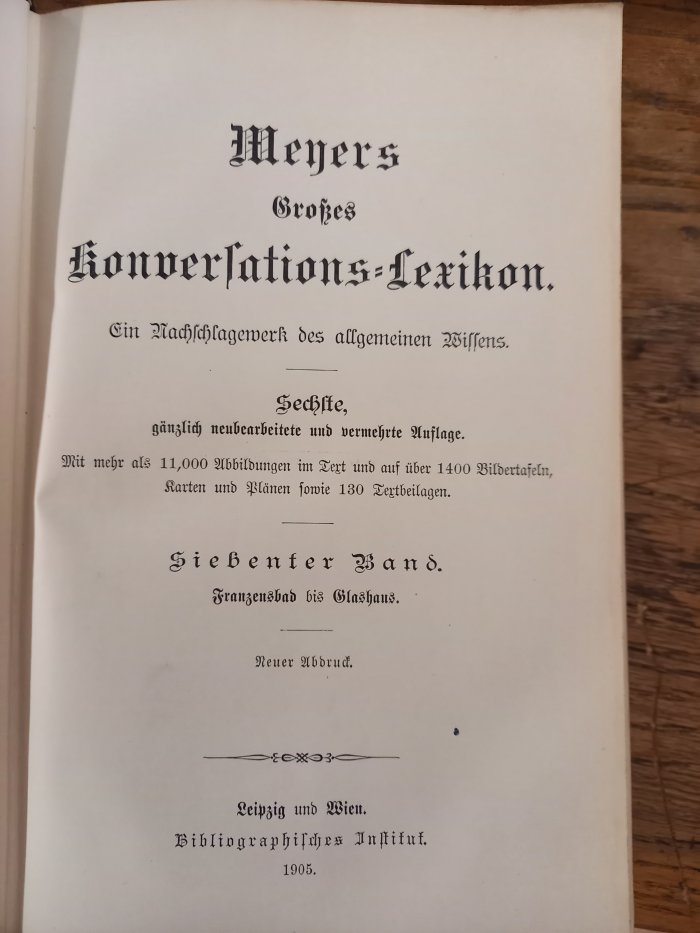 Meyers
Großes
Konverſations-Lexikon.
Ein Nachſchlagewerk des allgemeinen Wiſſens.
Sechſte,
gänzlich neubearbeitete und vermehrte Auflage.
Mit mehr als 11,000 Abbildungen im Text und auf über 1400 Bildertafeln,
Karten und Plänen ſowie 130 Textbeilagen.
Siebenter Band.
Franzensbad bis Glashaus.
Neuer Abdruck.
Leipzig und Wien.
Bibliographiſches Inſtitut.
1905.